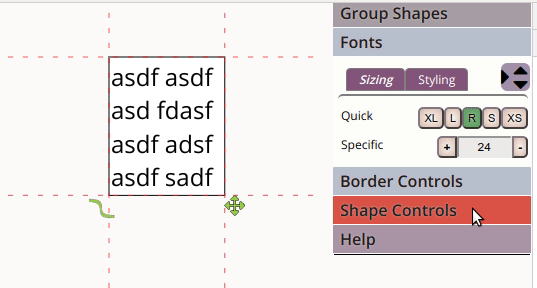 Group Shapes
Fonts
asdf asdf
asd fdasf
asdf adsf
asdf sadf
Sizing Styling
Quick XL L R S XS
Specific + 24 -
Border Controls
Shape Controls
Help